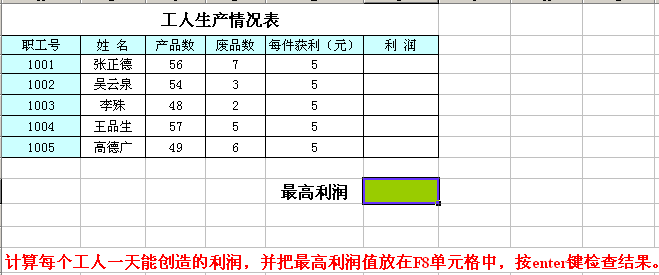 工人生产情况表
职工号 姓 名 产品数 废品数 每件获利（元） 利 润
1001 张正德 56 7 5
1002 吴云泉 54 3 5
1003 李殊 48 2 5
1004 王品生 57 5 5
1005 高德广 49 6 5
最高利润
计算每个工人一天能创造的利润，并把最高利润值放在F8单元格中，按enter键检查结果。